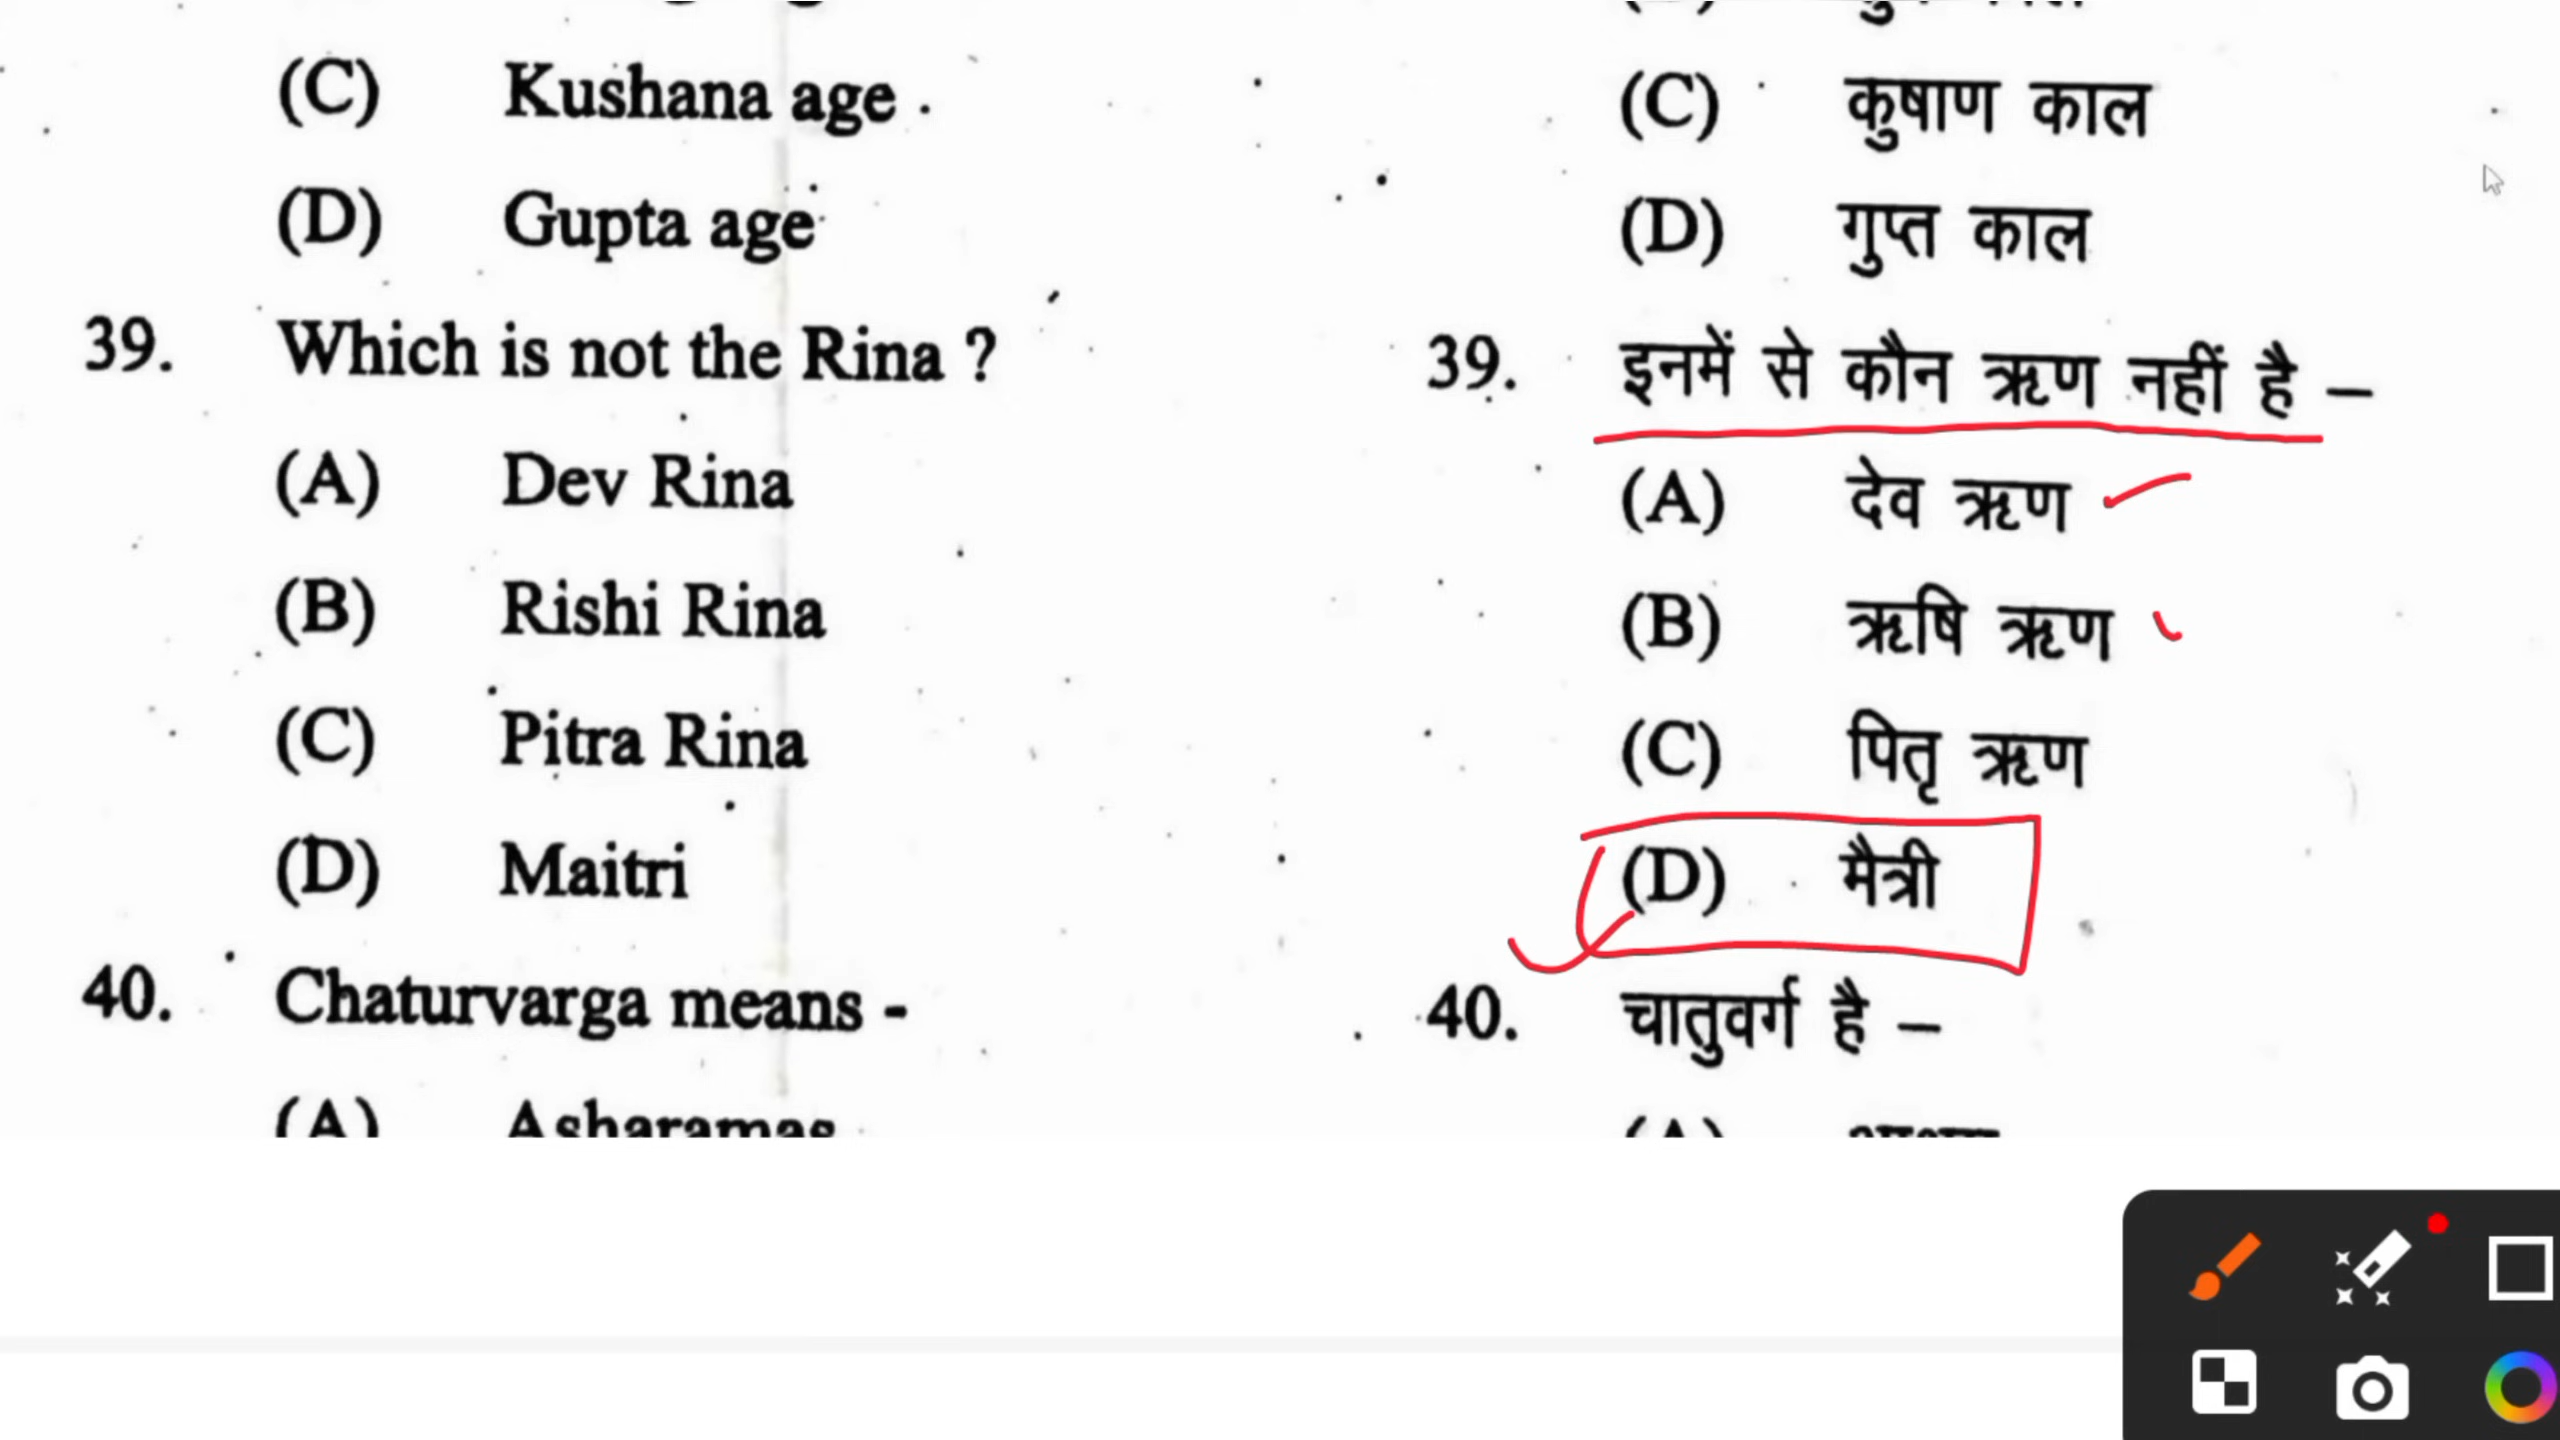 (C) Kushana age
(D) Gupta age
39. Which is not the Rina ?
(A) Dev Rina
(B) Rishi Rina
(C) Pitra Rina
(D) Maitri
40. Chaturvarga means -
(A) Asharamas
(C) कुषाण काल
(D) गुप्त काल
39. इनमें से कौन ऋण नहीं है –
(A) देव ऋण
(B) ऋषि ऋण
(C) पितृ ऋण
(D) मैत्री
40. चातुवर्ग है –
(A)